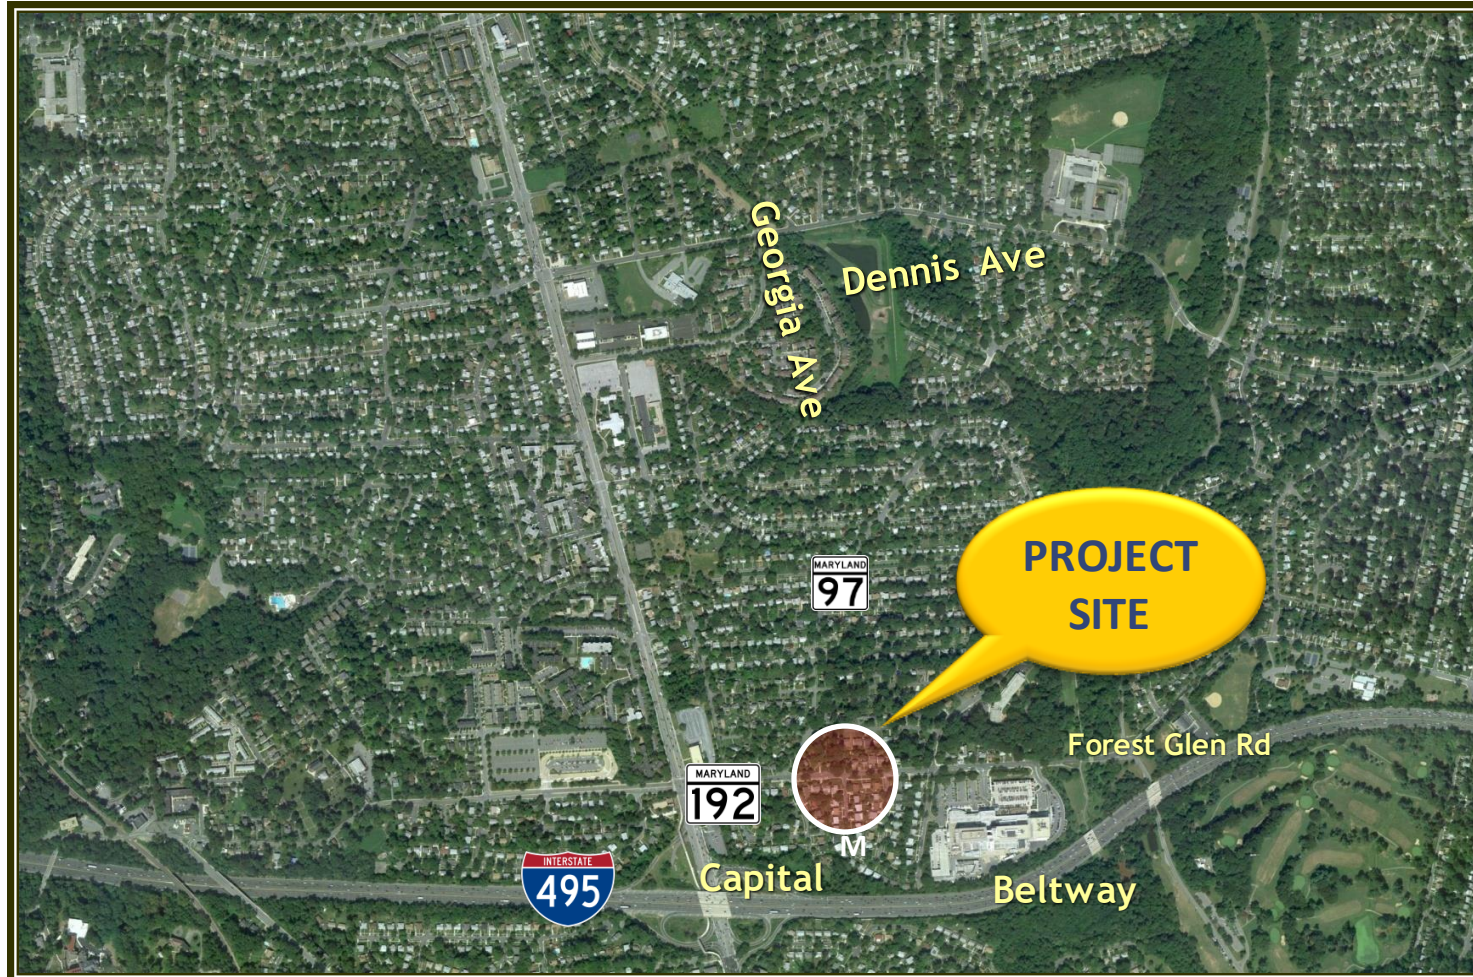 Georgia Ave
Dennis Ave
PROJECT
SITE
MARYLAND
97
Forest Glen Rd
MARYLAND
192
M
INTERSTATE
495
Capital
Beltway